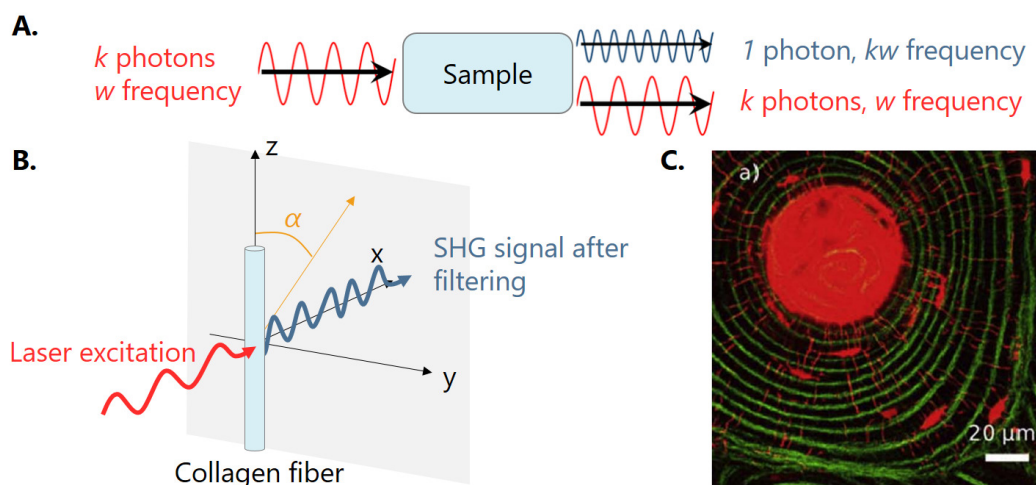 A.
k photons
w frequency
Sample
1 photon, kw frequency
k photons, w frequency
B.
z
α
x
SHG signal after
filtering
Laser excitation
y
Collagen fiber
C.
a)
20 µm